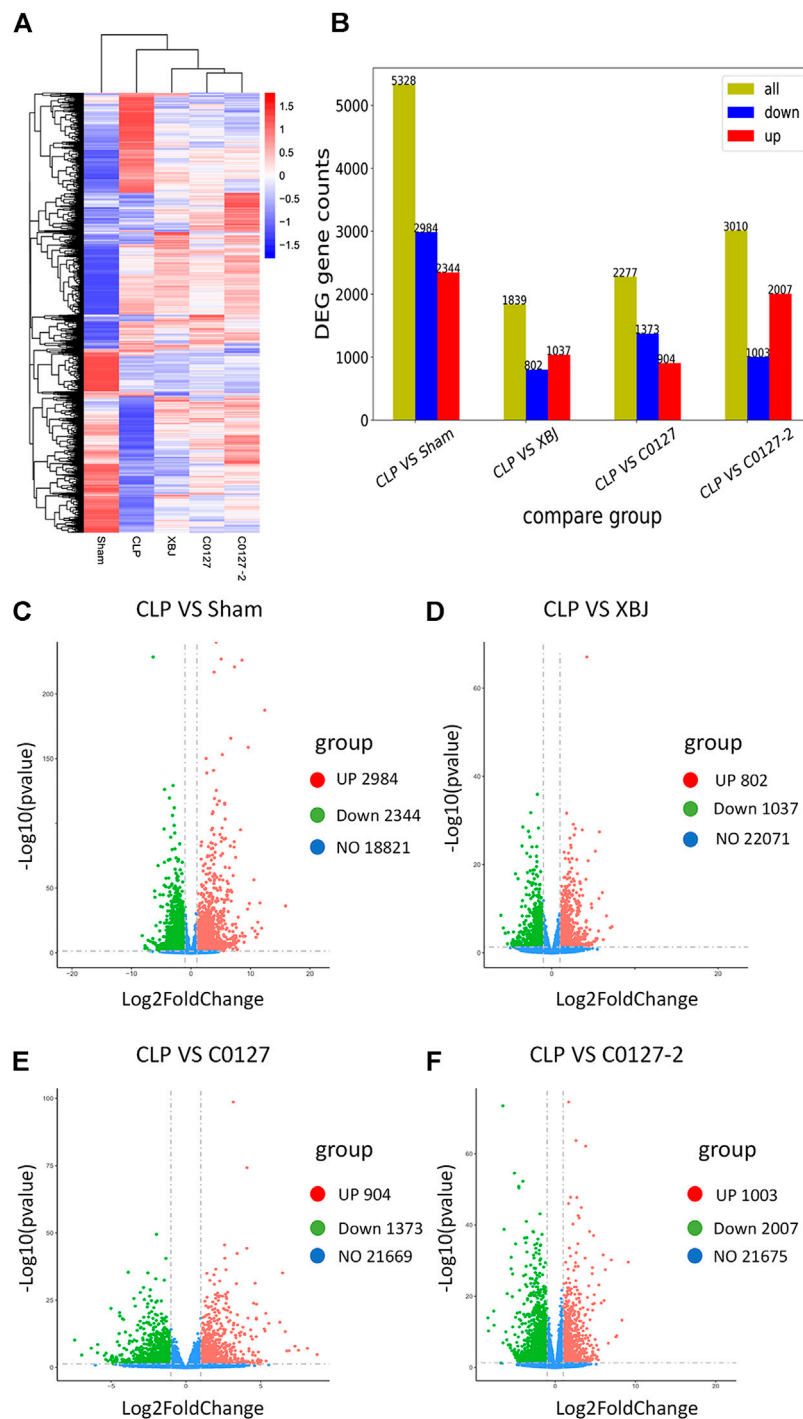 A
1.5
1
0.5
0
−0.5
−1
−1.5
Sham
CLP
XBJ
C0127
C0127-2
B
all
down
up
DEG gene counts
5000
4000
3000
2000
1000
0
5328
2984
2344
1839
802
1037
2277
1373
904
3010
1003
2007
CLP VS Sham
CLP VS XBJ
CLP VS C0127
CLP VS C0127-2
compare group
C
CLP VS Sham
-Log10(pvalue)
200
150
100
50
0
−20
−10
0
10
20
Log2FoldChange
group
UP 2984
Down 2344
NO 18821
D
CLP VS XBJ
-Log10(pvalue)
60
40
20
0
0
20
Log2FoldChange
group
UP 802
Down 1037
NO 22071
E
CLP VS C0127
-Log10(pvalue)
100
75
50
25
0
−5
0
5
Log2FoldChange
group
UP 904
Down 1373
NO 21669
F
CLP VS C0127-2
-Log10(pvalue)
60
40
20
0
0
10
20
Log2FoldChange
group
UP 1003
Down 2007
NO 21675